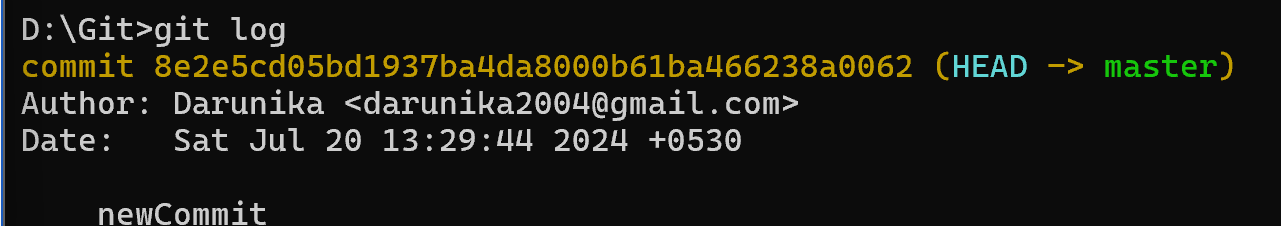 D:\Git>git log
commit 8e2e5cd05bd1937ba4da8000b61ba466238a0062 (HEAD -> master)
Author: Darunika <darunika2004@gmail.com>
Date:   Sat Jul 20 13:29:44 2024 +0530
newCommit